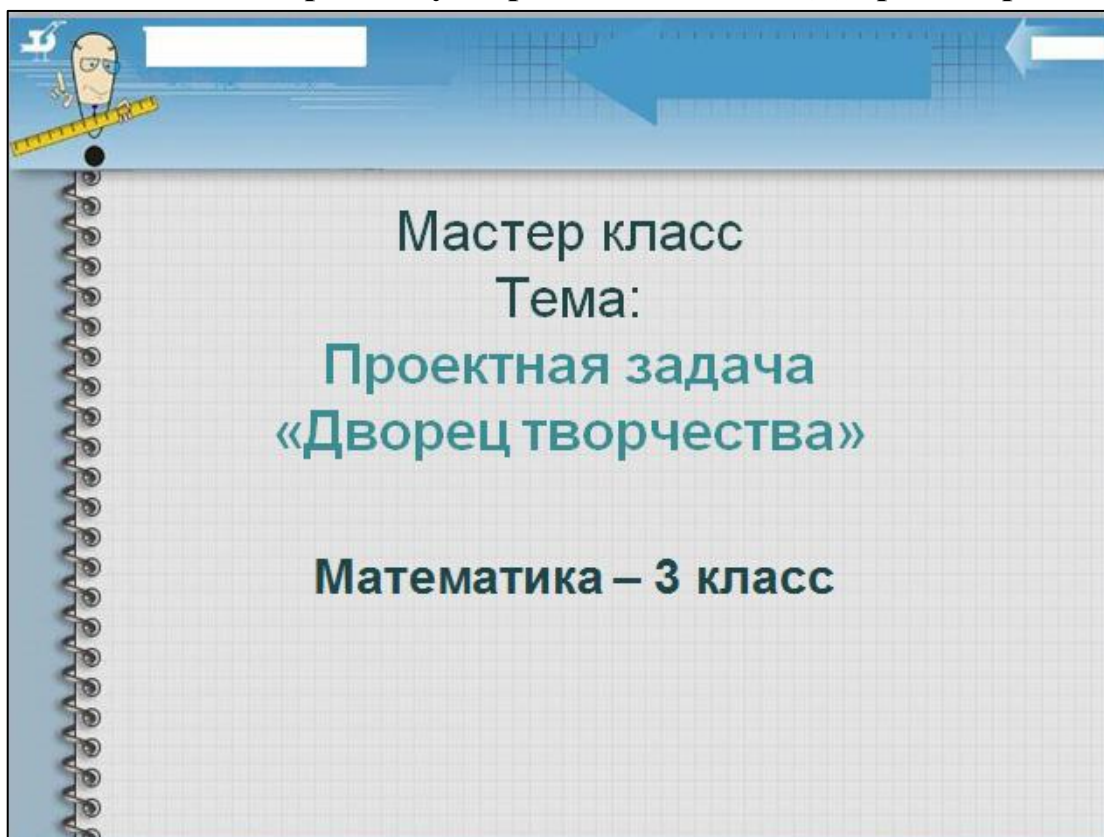 Мастер класс
Тема:
Проектная задача
«Дворец творчества»
Математика – 3 класс